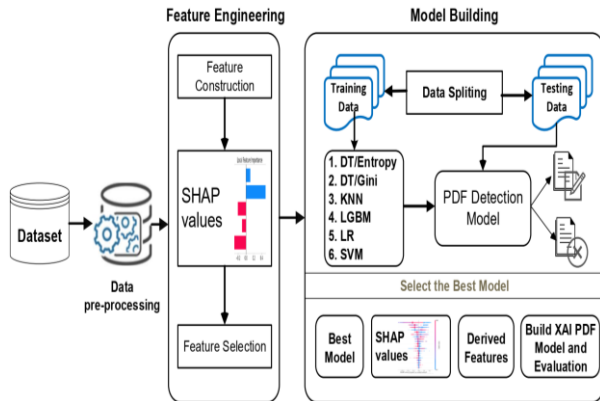 Feature Engineering
Model Building
Feature
Construction
SHAP
values
Feature Selection
Dataset
Data
pre-processing
Training
Data
Data Spliting
Testing
Data
1. DT/Entropy
2. DT/Gini
3. KNN
4. LGBM
5. LR
6. SVM
PDF Detection
Model
Select the Best Model
Best
Model
SHAP
values
Derived
Features
Build XAI PDF
Model and
Evaluation